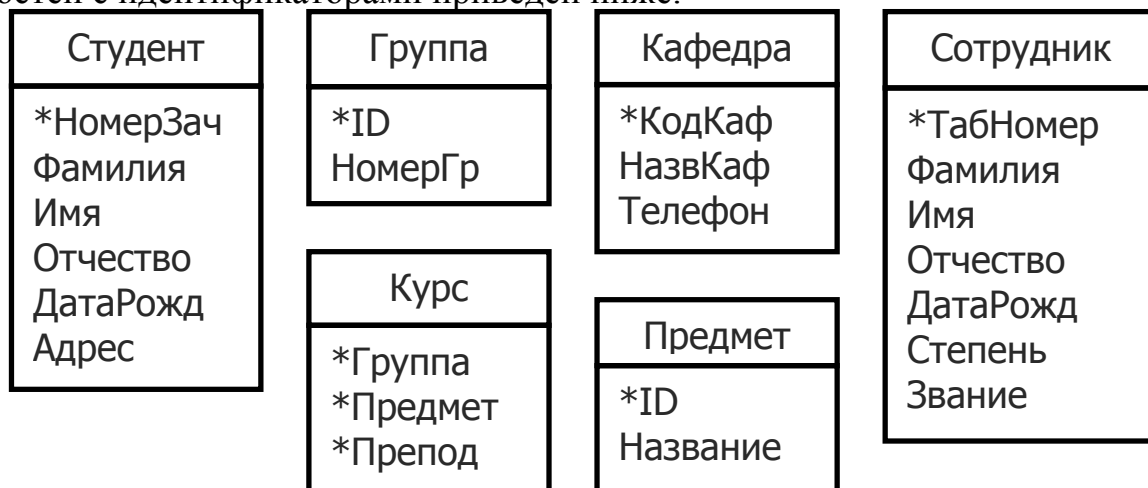 Студент
*НомерЗач
Фамилия
Имя
Отчество
ДатаРожд
Адрес
Группа
*ID
НомерГр
Курс
*Группа
*Предмет
*Препод
Кафедра
*КодКаф
НазвКаф
Телефон
Предмет
*ID
Название
Сотрудник
*ТабНомер
Фамилия
Имя
Отчество
ДатаРожд
Степень
Звание